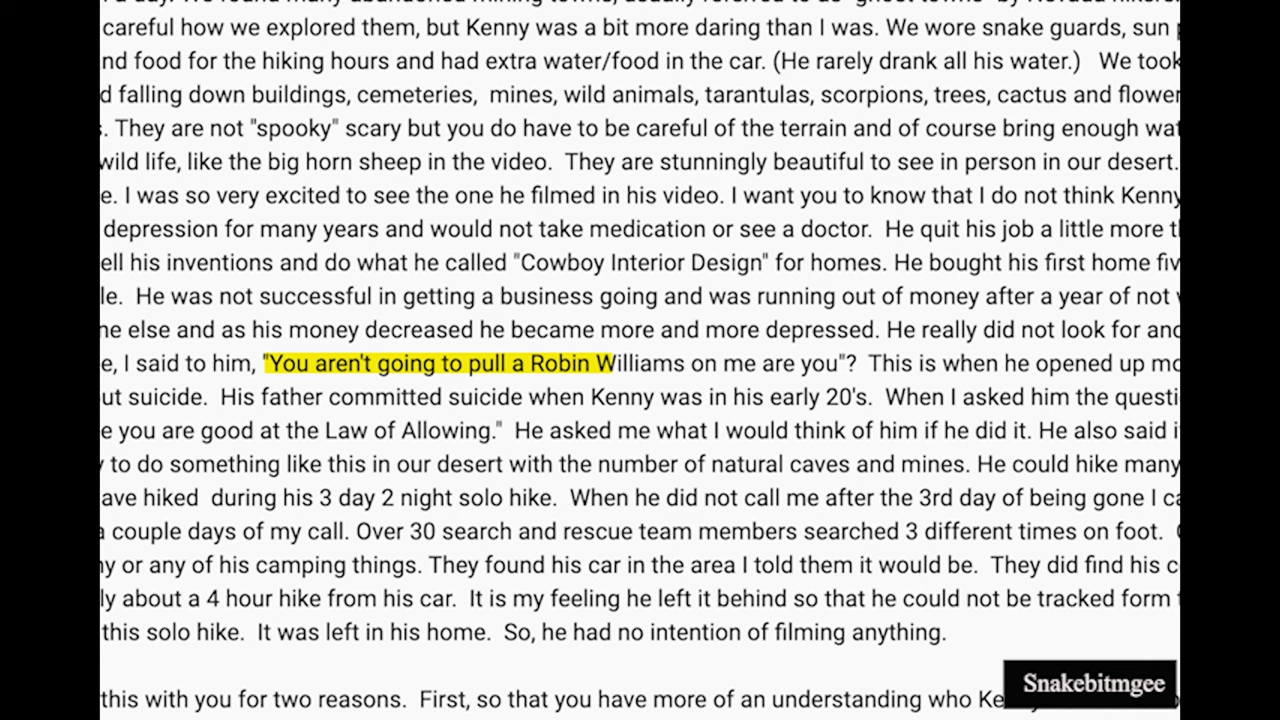 a day. We found many abandoned mining towns, usually referred to as "ghost towns" by Nevada hikers.
careful how we explored them, but Kenny was a bit more daring than I was. We wore snake guards, sun
nd food for the hiking hours and had extra water/food in the car. (He rarely drank all his water.) We took
d falling down buildings, cemeteries, mines, wild animals, tarantulas, scorpions, trees, cactus and flower
. They are not "spooky" scary but you do have to be careful of the terrain and of course bring enough wat
wild life, like the big horn sheep in the video. They are stunningly beautiful to see in person in our desert.
e. I was so very excited to see the one he filmed in his video. I want you to know that I do not think Kenny
depression for many years and would not take medication or see a doctor. He quit his job a little more t
ell his inventions and do what he called "Cowboy Interior Design" for homes. He bought his first home fiv
le. He was not successful in getting a business going and was running out of money after a year of not
ne else and as his money decreased he became more and more depressed. He really did not look for ano
e, I said to him, "You aren't going to pull a Robin Williams on me are you"? This is when he opened up mo
ut suicide. His father committed suicide when Kenny was in his early 20's. When I asked him the questi
e you are good at the Law of Allowing." He asked me what I would think of him if he did it. He also said i
to do something like this in our desert with the number of natural caves and mines. He could hike many
ave hiked during his 3 day 2 night solo hike. When he did not call me after the 3rd day of being gone I ca
a couple days of my call. Over 30 search and rescue team members searched 3 different times on foot.
ny or any of his camping things. They found his car in the area I told them it would be. They did find his c
ly about a 4 hour hike from his car. It is my feeling he left it behind so that he could not be tracked form
this solo hike. It was left in his home. So, he had no intention of filming anything.
this with you for two reasons. First, so that you have more of an understanding who Ke
Snakebitmgee